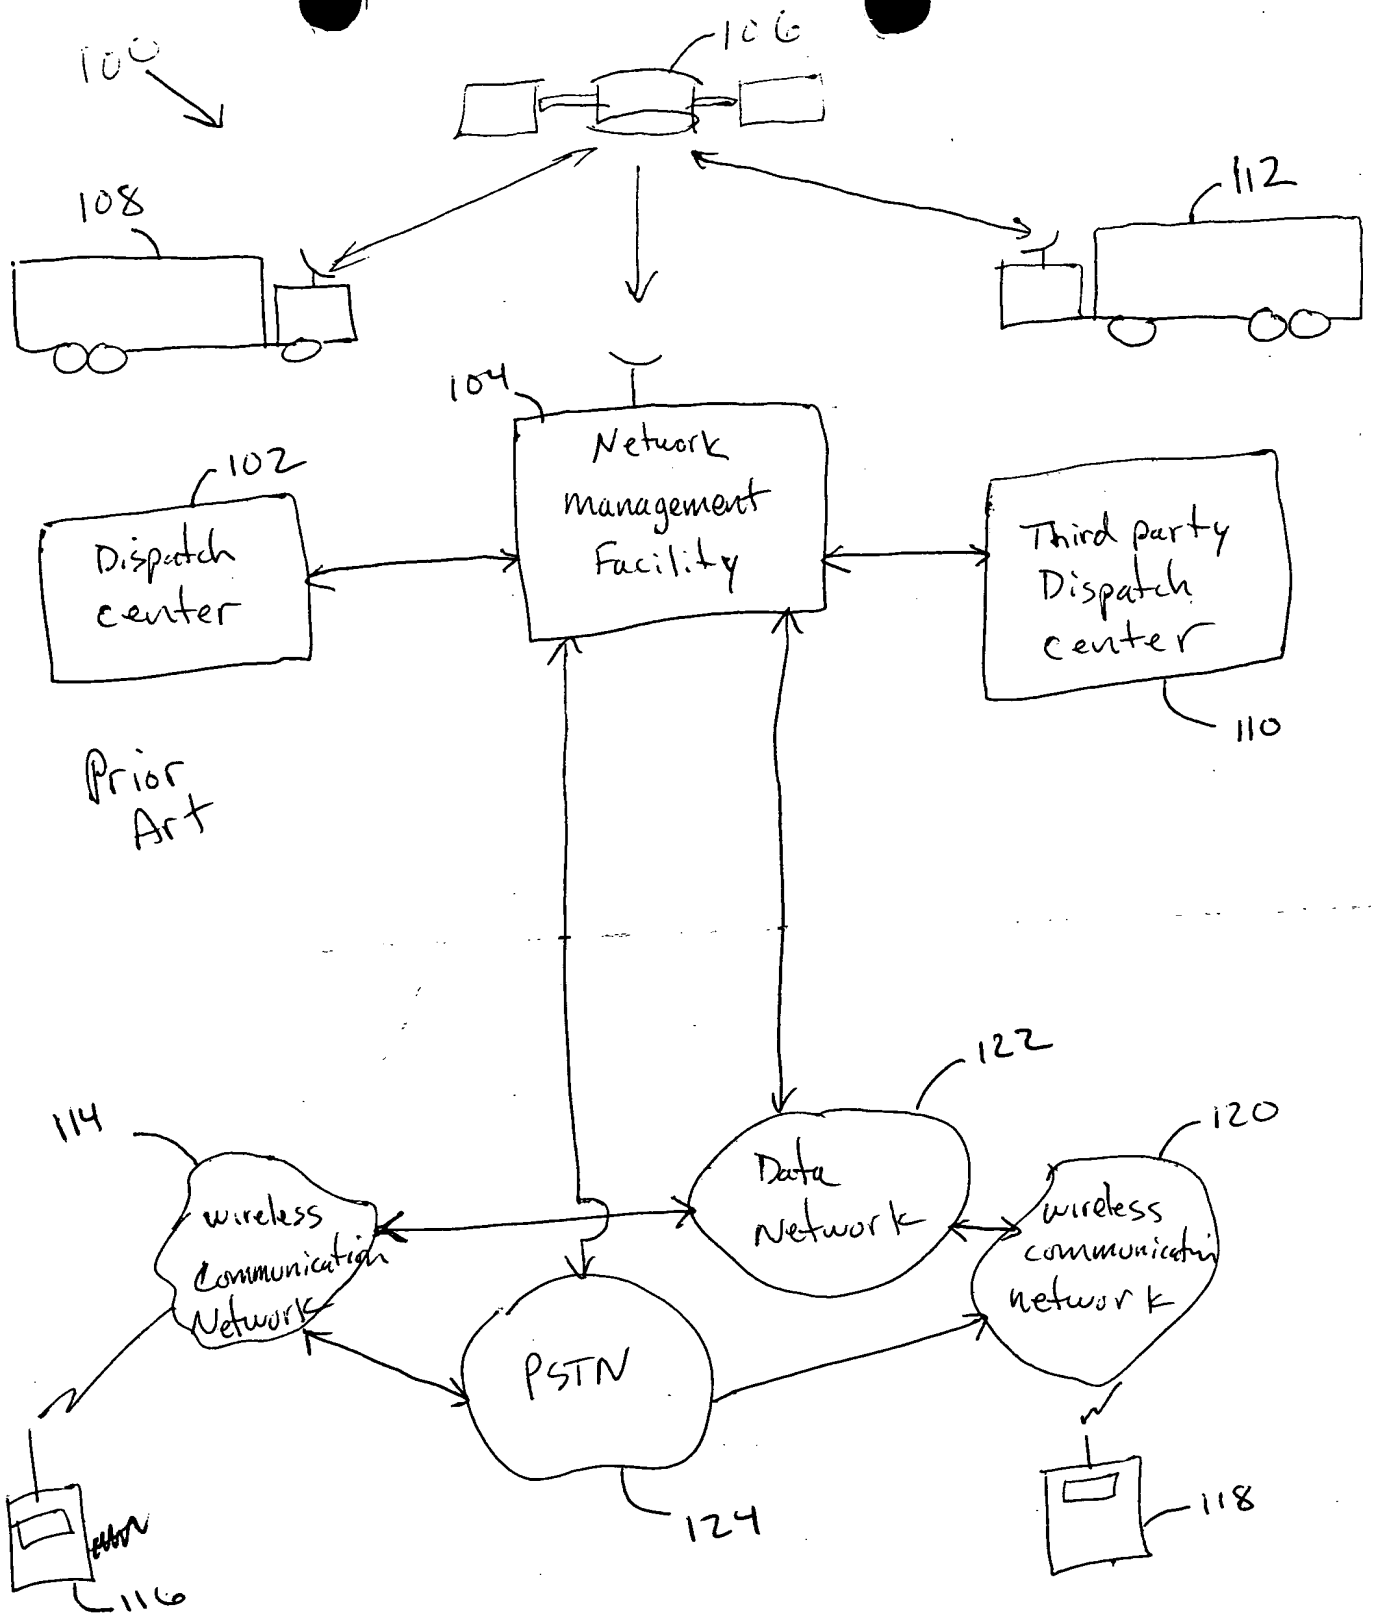 100
106
108
112
104
Network
Management
Facility
102
Dispatch
center
Third party
Dispatch
center
110
Prior
Art
122
114
120
Data
Network
wireless
Communication
Network
wireless
communicatin
network
PSTN
124
118
116